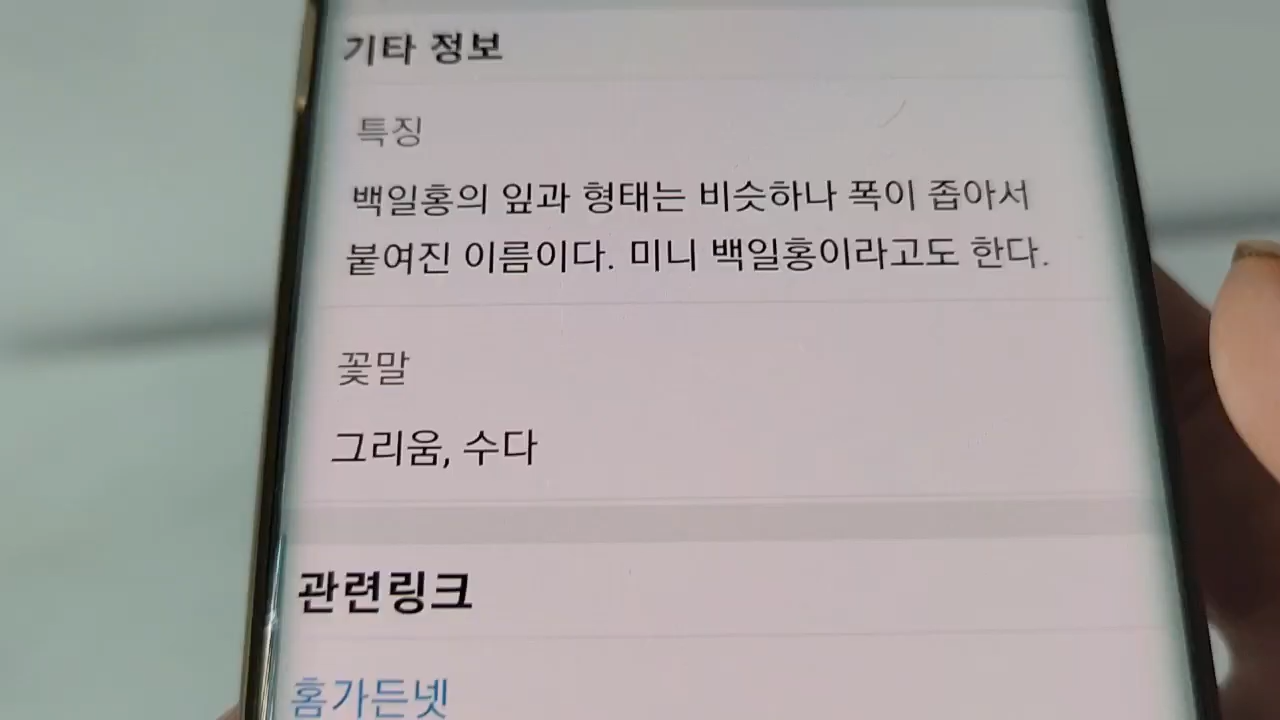 기타 정보
특징
백일홍의 잎과 형태는 비슷하나 폭이 좁아서
붙여진 이름이다. 미니 백일홍이라고도 한다.
꽃말
그리움, 수다
관련링크
홈가든넷